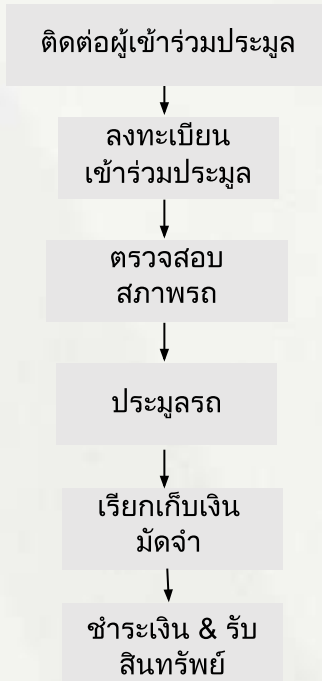 ติดต่อผู้เข้าร่วมประมูล
ลงทะเบียน
เข้าร่วมประมูล
ตรวจสอบ
สภาพรถ
ประมูลรถ
เรียกเก็บเงิน
มัดจำ
ชำระเงิน & รับ
สินทรัพย์